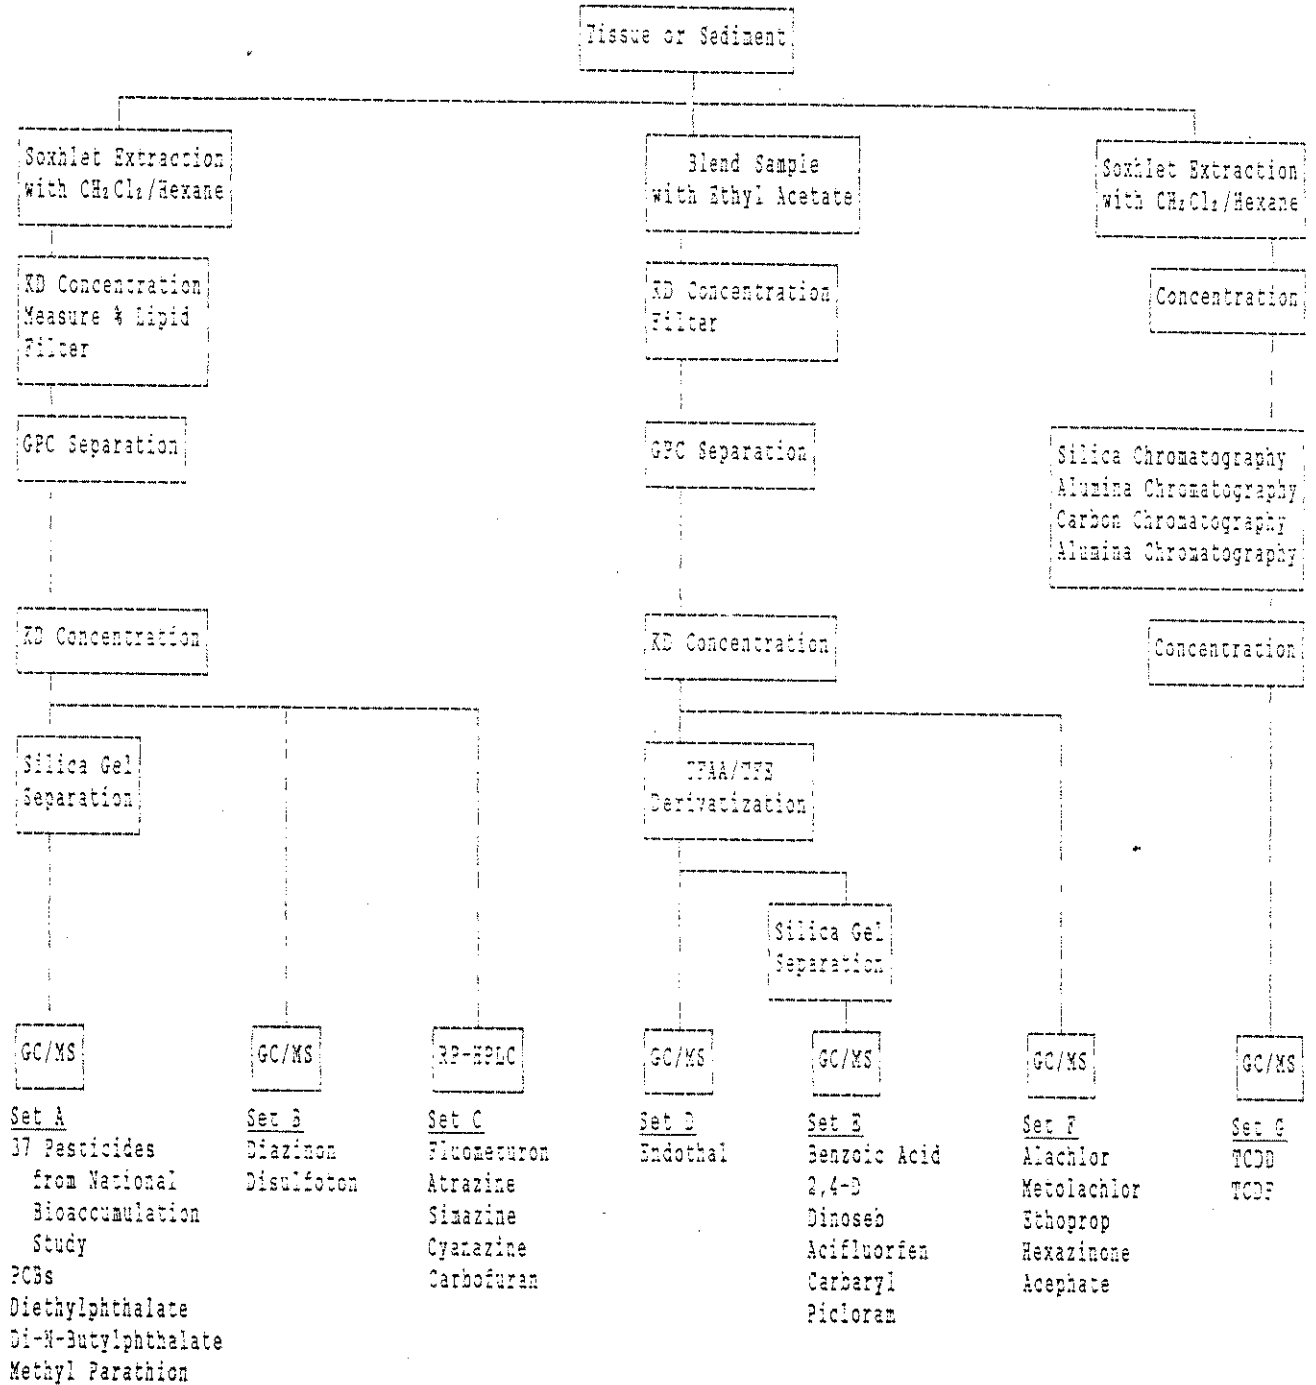 Tissue or Sediment
Soxhlet Extraction
with CH₂Cl₂/Hexane
Blend Sample
with Ethyl Acetate
Soxhlet Extraction
with CH₂Cl₂/Hexane
KD Concentration
Measure % Lipid
Filter
KD Concentration
Filter
Concentration
GPC Separation
GPC Separation
Silica Chromatography
Alumina Chromatography
Carbon Chromatography
Alumina Chromatography
KD Concentration
KD Concentration
Concentration
Silica Gel
Separation
TFAA/TFE
Derivatization
Silica Gel
Separation
GC/MS
GC/MS
RP-HPLC
GC/MS
GC/MS
GC/MS
GC/MS
Set A
37 Pesticides
from National
Bioaccumulation
Study
PCBs
Diethylphthalate
Di-N-Butylphthalate
Methyl Parathion
Set B
Diazinon
Disulfoton
Set C
Fluometuron
Atrazine
Simazine
Cyanazine
Carbofuran
Set D
Endothal
Set E
Benzoic Acid
2,4-D
Dinoseb
Acifluorfen
Carbaryl
Picloram
Set F
Alachlor
Metolachlor
Ethoprop
Hexazinone
Acephate
Set G
TCDD
TCDF